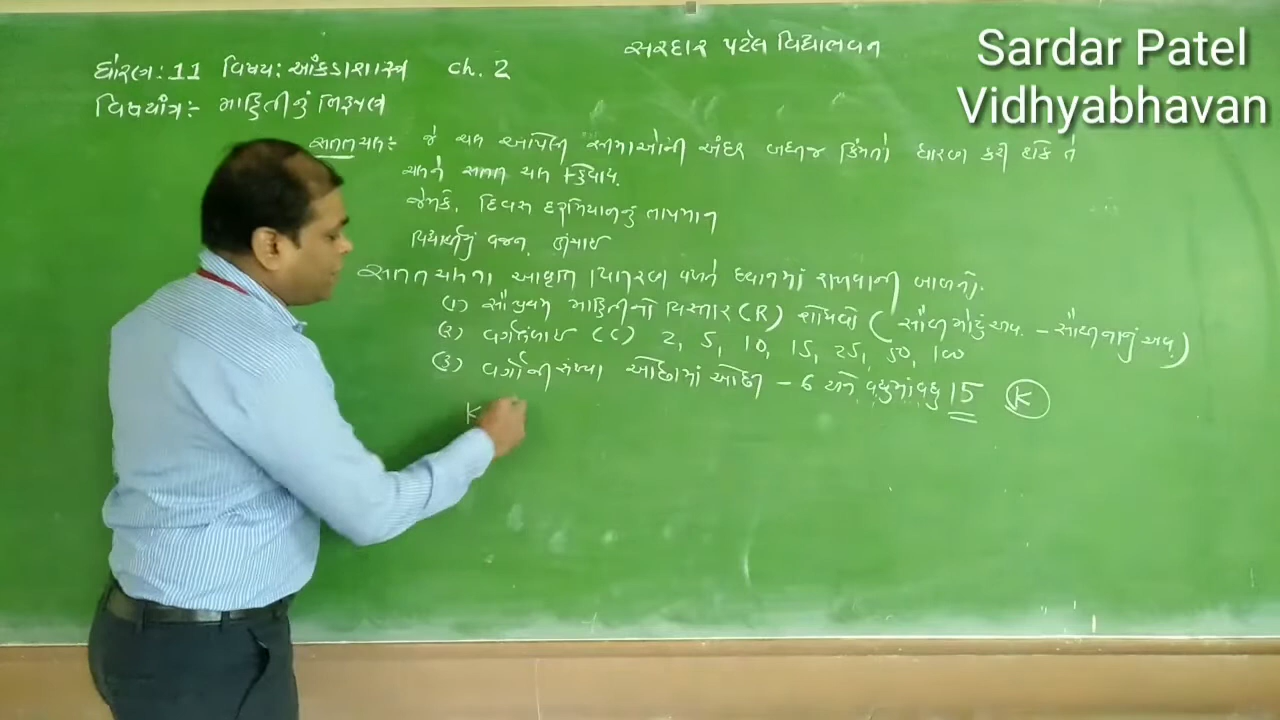 Sardar Patel
Vidhyabhavan
સરદાર પટેલ વિદ્યાભવન
ધોરણ: 11 વિષય: આંકડાશાસ્ત્ર ch. 2
વિષયાંગ:- માહિતીનું નિરૂપણ
સતત ચલ: જે ચલ આપેલી સીમાઓની અંદર બધીજ કિંમતો ધારણ કરી શકે તે
ચલને સતત ચલ કહેવાય.
જેમકે, દિવસ દરમિયાનનું તાપમાન
વિદ્યાર્થીનું વજન, ઊંચાઈ
સતત ચલના આવૃત્તિ વિતરણ વખતે ધ્યાનમાં રાખવાની બાબતો.
(૧) સૌ પ્રથમ માહિતીનો વિસ્તાર (R) શોધવો ( સૌથી મોટું અવ. – સૌથી નાનું અવ.)
(૨) વર્ગલંબાઈ (C) 2, 5, 10, 15, 25, 50, 100
(૩) વર્ગોની સંખ્યા ઓછામાં ઓછી – 6 અને વધુમાં વધુ 15 K
K